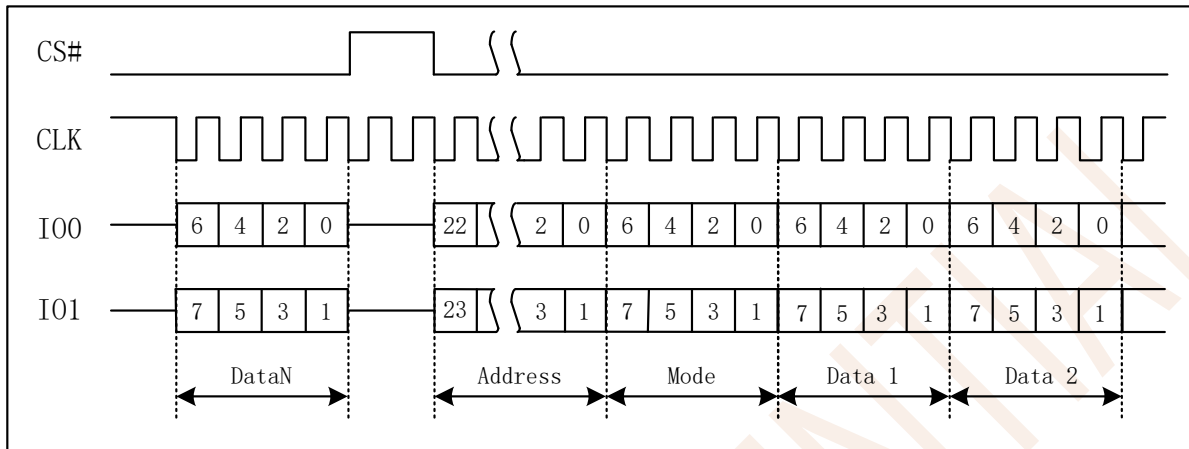 CS#
CLK
IO0 6 4 2 0 22 2 0 6 4 2 0 6 4 2 0 6 4 2 0
IO1 7 5 3 1 23 3 1 7 5 3 1 7 5 3 1 7 5 3 1
DataN Address Mode Data 1 Data 2